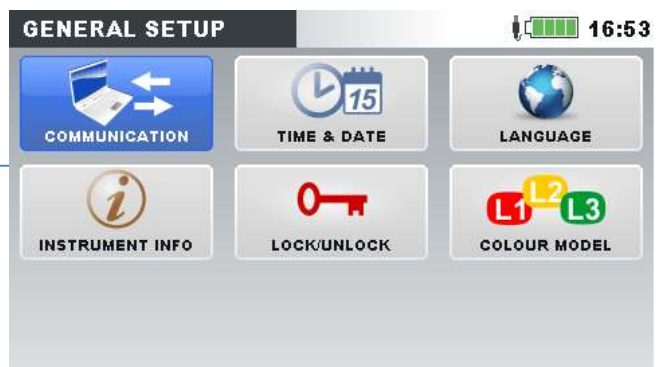 GENERAL SETUP 16:53
15
COMMUNICATION TIME & DATE LANGUAGE
i L1 L2 L3
INSTRUMENT INFO LOCK/UNLOCK COLOUR MODEL